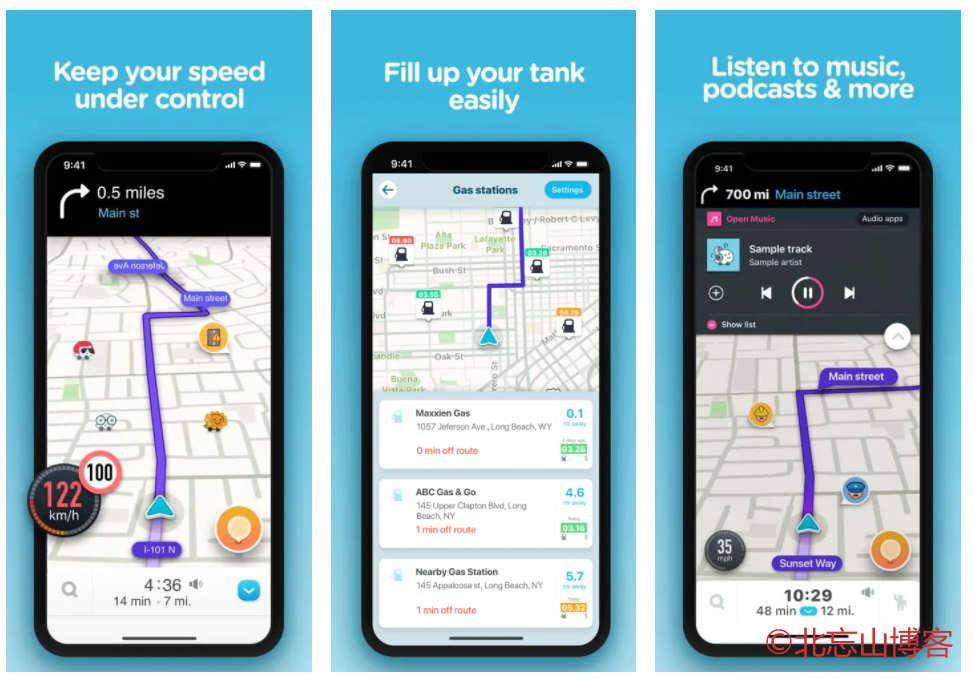 Keep your speed
under control
9:41
0.5 miles
Main st
Jeferson Ave
Main street
100
122
km/h
I-101 N
4:36
14 min • 7 mi.
Fill up your tank
easily
9:41
Gas stations
Settings
/ Robert C Levy
Alta
Plaza Park
Lafayette
Park
Sacramento S
06.90
03.26
Bush St
03.55
04.79
Oak St
Buena
Vista Park
Maxxien Gas
0.1
1057 Jeferson Ave., Long Beach, WY
mi away
0 min off route
3 days ago
03.26
ABC Gas & Go
4.6
145 Upper Clapton Blvd, Long
Beach, NY
mi away
Today
1 min off route
03.16
Nearby Gas Station
5.7
145 Appaloosa st, Long Beach, NY
mi away
Today
1 min off route
05.32
Listen to music,
podcasts & more
9:41
700 mi Main street
Open Music
Audio apps
Sample track
Sample artist
Show list
Main street
35
mph
Sunset Way
10:29
48 min 12 mi.
©北忘山博客